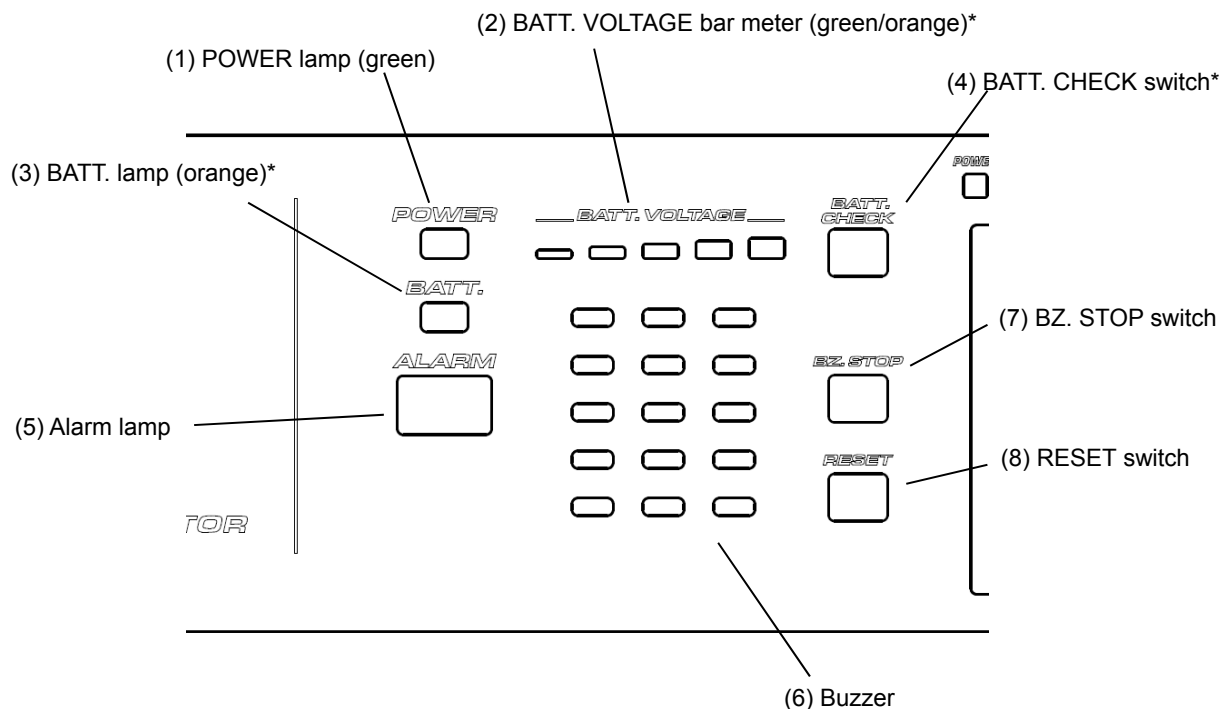 (2) BATT. VOLTAGE bar meter (green/orange)*
(1) POWER lamp (green)
(4) BATT. CHECK switch*
(3) BATT. lamp (orange)*
POWER
BATT. VOLTAGE
BATT.
CHECK
BATT.
(7) BZ. STOP switch
ALARM
BZ. STOP
(5) Alarm lamp
RESET
(8) RESET switch
TOR
(6) Buzzer